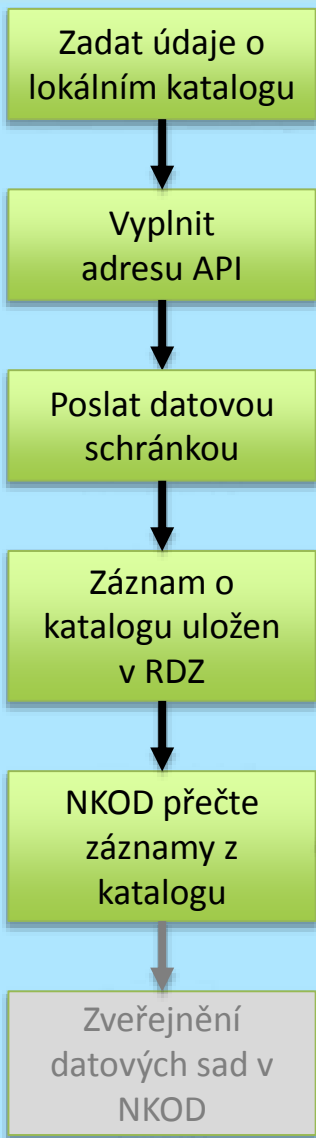 Zadat údaje o
lokálním katalogu
Vyplnit
adresu API
Poslat datovou
schránkou
Záznam o
katalogu uložen
v RDZ
NKOD přečte
záznamy z
katalogu
Zveřejnění
datových sad v
NKOD